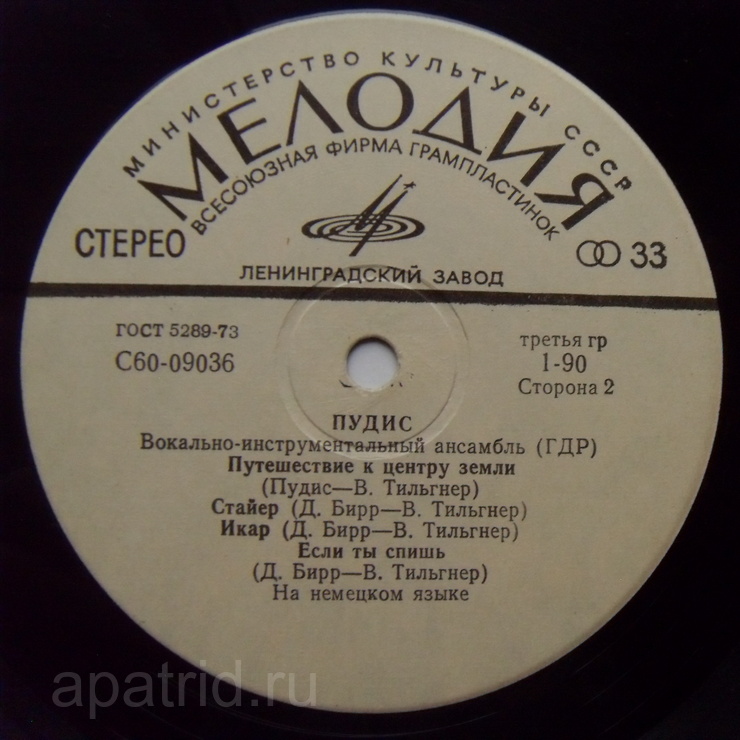 МИНИСТЕРСТВО КУЛЬТУРЫ СССР
МЕЛОДИЯ
ВСЕСОЮЗНАЯ ФИРМА ГРАМПЛАСТИНОК
СТЕРЕО
33
ЛЕНИНГРАДСКИЙ ЗАВОД
ГОСТ 5289-73
третья гр
С60-09036
1-90
Сторона 2
ПУДИС
Вокально-инструментальный ансамбль (ГДР)
Путешествие к центру земли
(Пудис—В. Тильгнер)
Стайер (Д. Бирр—В. Тильгнер)
Икар (Д. Бирр—В. Тильгнер)
Если ты спишь
(Д. Бирр—В. Тильгнер)
На немецком языке
apatrid.ru